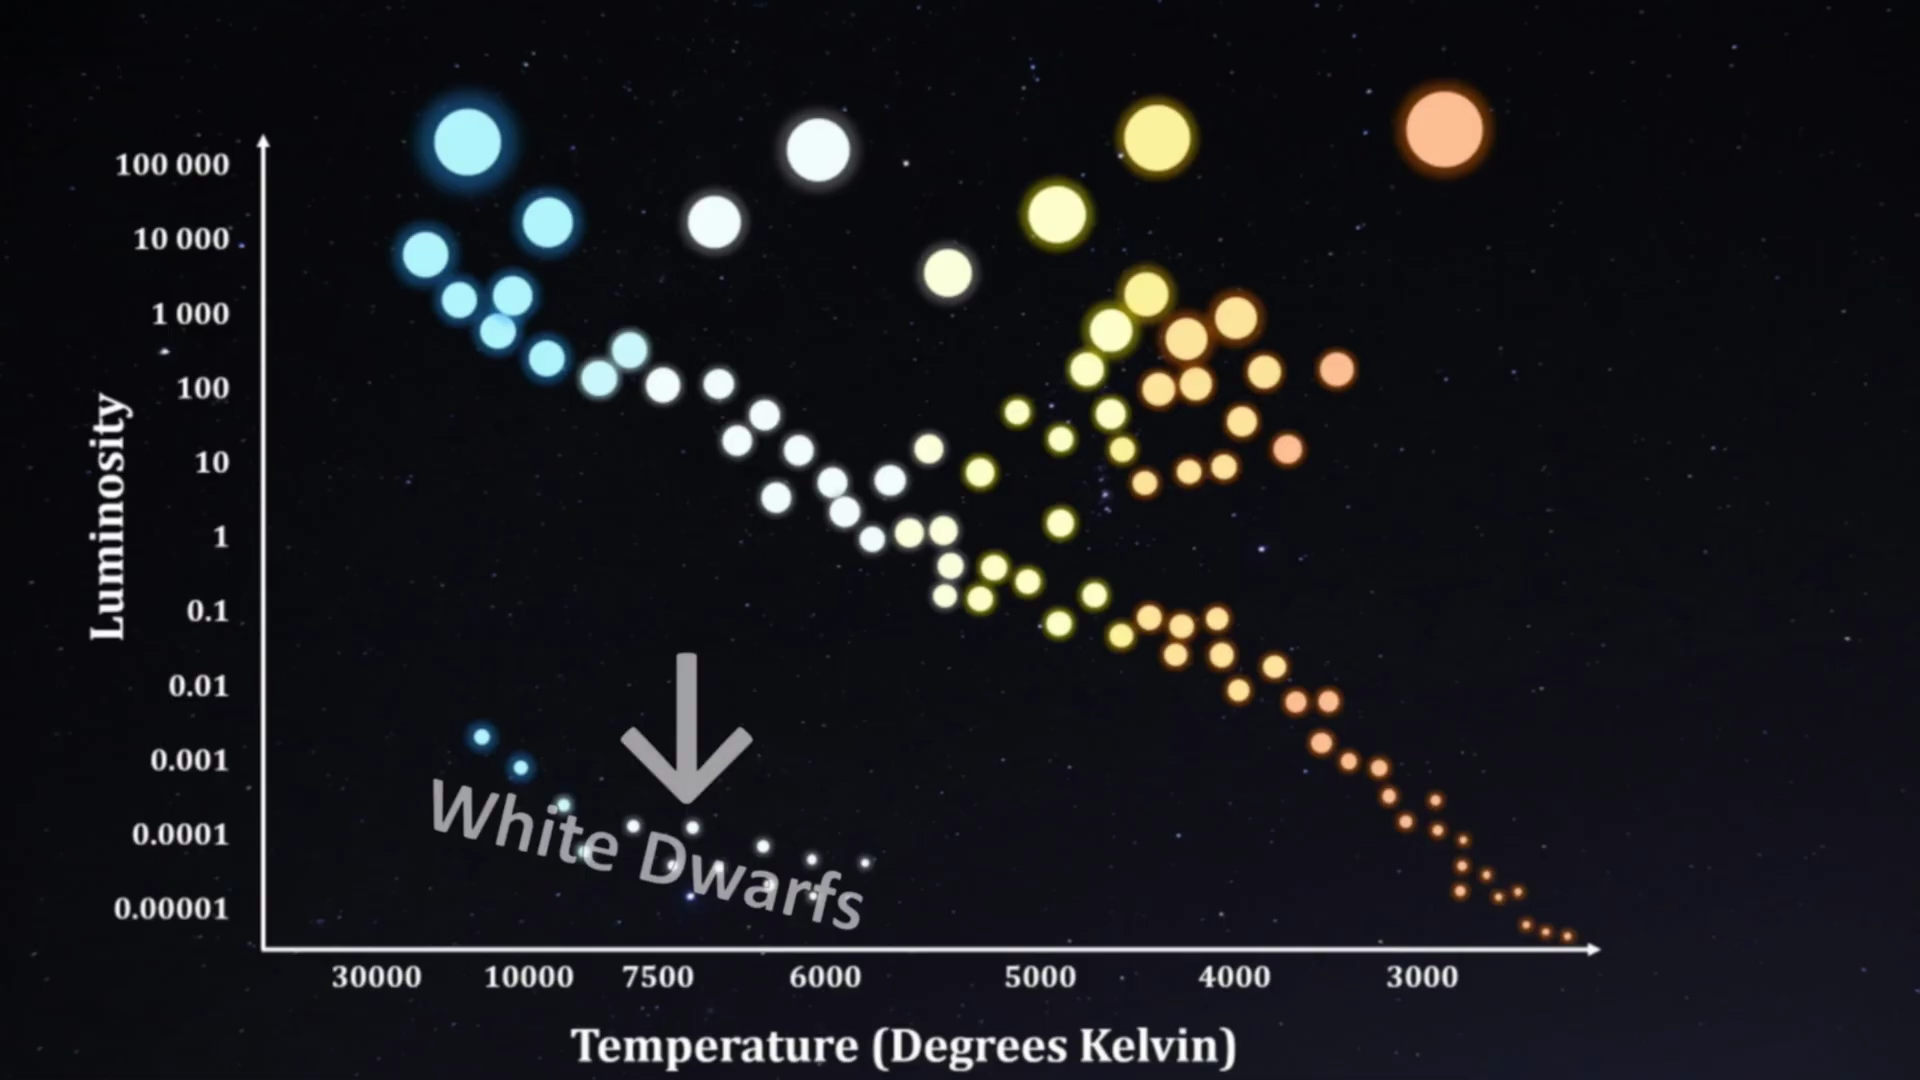 100 000
10 000
1 000
100
10
1
0.1
0.01
0.001
0.0001
0.00001
Luminosity
White Dwarfs
30000 10000 7500 6000 5000 4000 3000
Temperature (Degrees Kelvin)